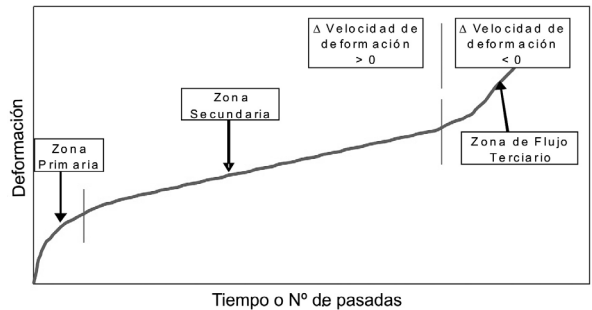 Δ Velocidad de
deformación
> 0
Δ Velocidad de
deformación
< 0
Zona
Secundaria
Zona
Primaria
Zona de Flujo
Terciario
Deformación
Tiempo o Nº de pasadas